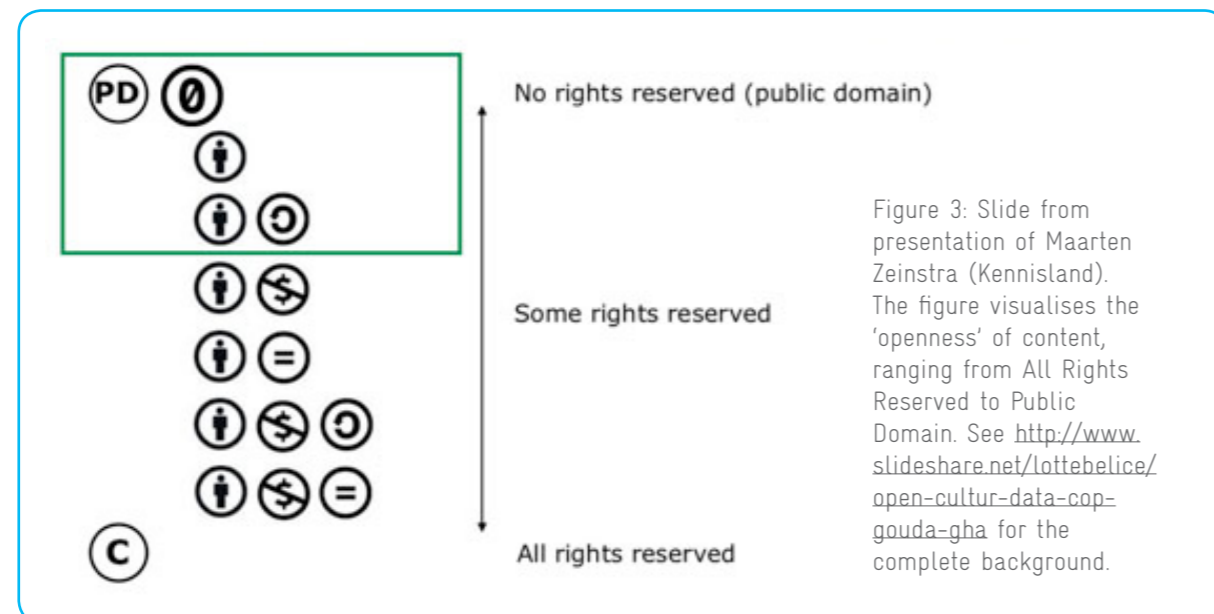 PD 0
No rights reserved (public domain)
$
Some rights reserved
=
$
$ =
C
All rights reserved
Figure 3: Slide from
presentation of Maarten
Zeinstra (Kennisland).
The figure visualises the
‘openness’ of content,
ranging from All Rights
Reserved to Public
Domain. See http://www.
slideshare.net/lottebelice/
open-cultur-data-cop-
gouda-gha for the
complete background.